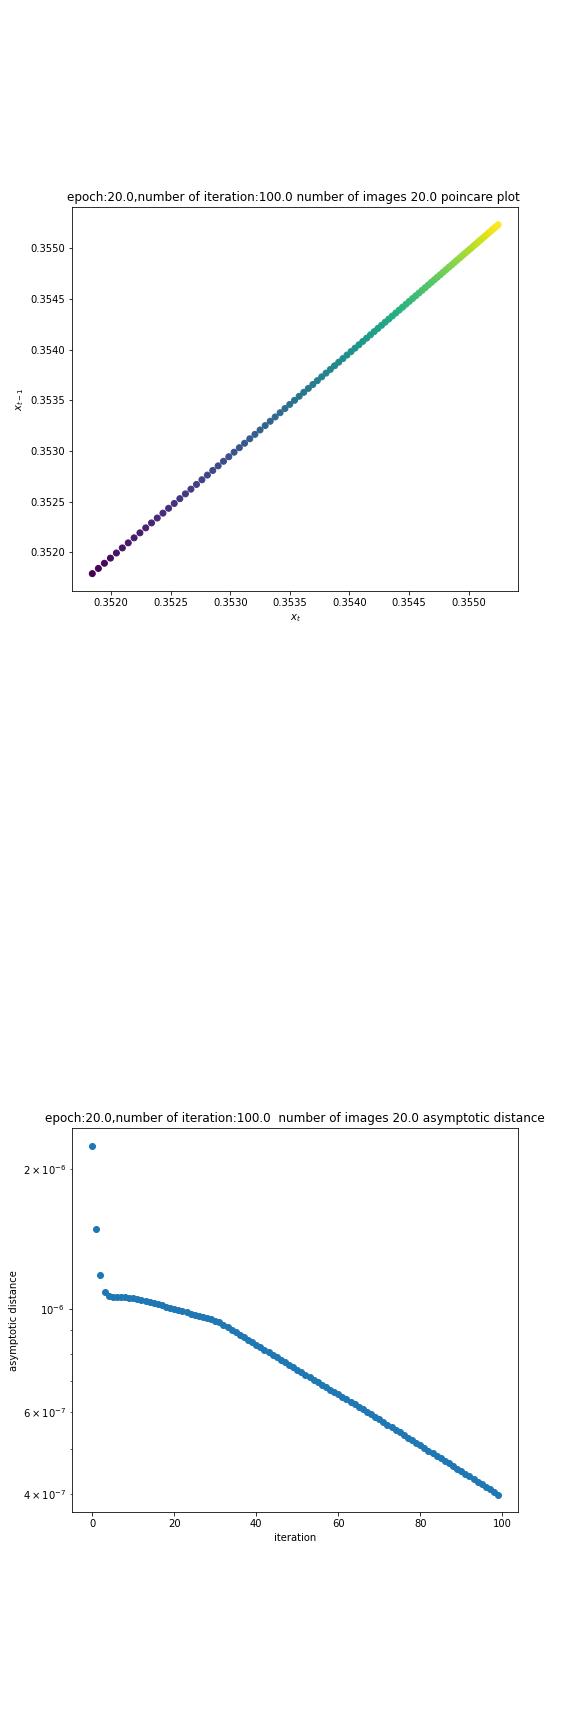 epoch:20.0,number of iteration:100.0 number of images 20.0 poincare plot
0.3550
0.3545
0.3540
0.3535
0.3530
0.3525
0.3520
x_{t-1}
0.3520 0.3525 0.3530 0.3535 0.3540 0.3545 0.3550
x_t
epoch:20.0,number of iteration:100.0  number of images 20.0 asymptotic distance
2 × 10^{-6}
10^{-6}
6 × 10^{-7}
4 × 10^{-7}
asymptotic distance
0 20 40 60 80 100
iteration